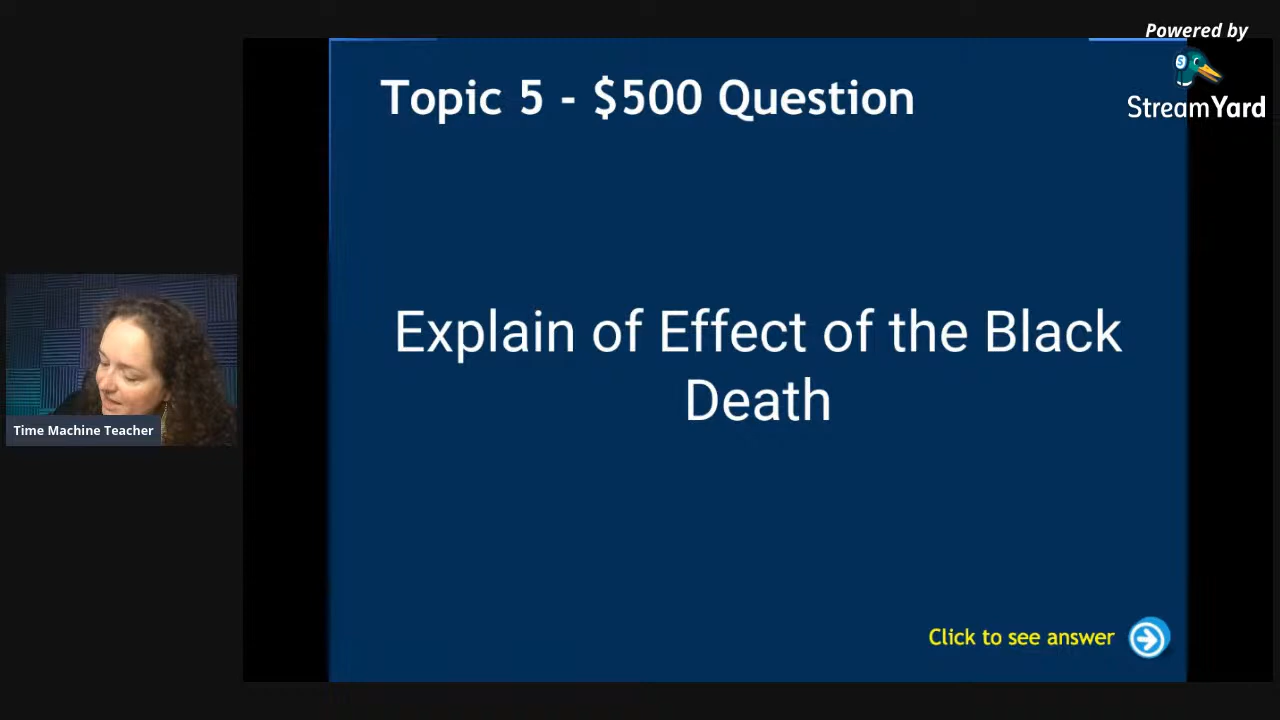 Powered by
StreamYard
Topic 5 - $500 Question
Explain of Effect of the Black
Death
Time Machine Teacher
Click to see answer